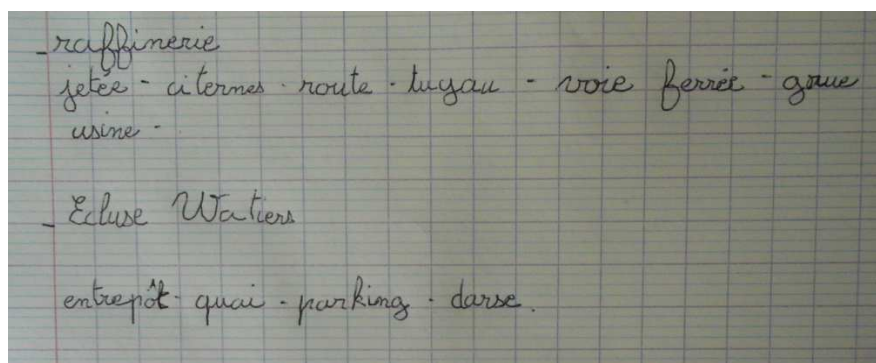 - raffinerie
jetée - citernes - route - tuyau - voie ferrée - grue
usine -
- Ecluse Watiers
entrepôt - quai - parking - darse.